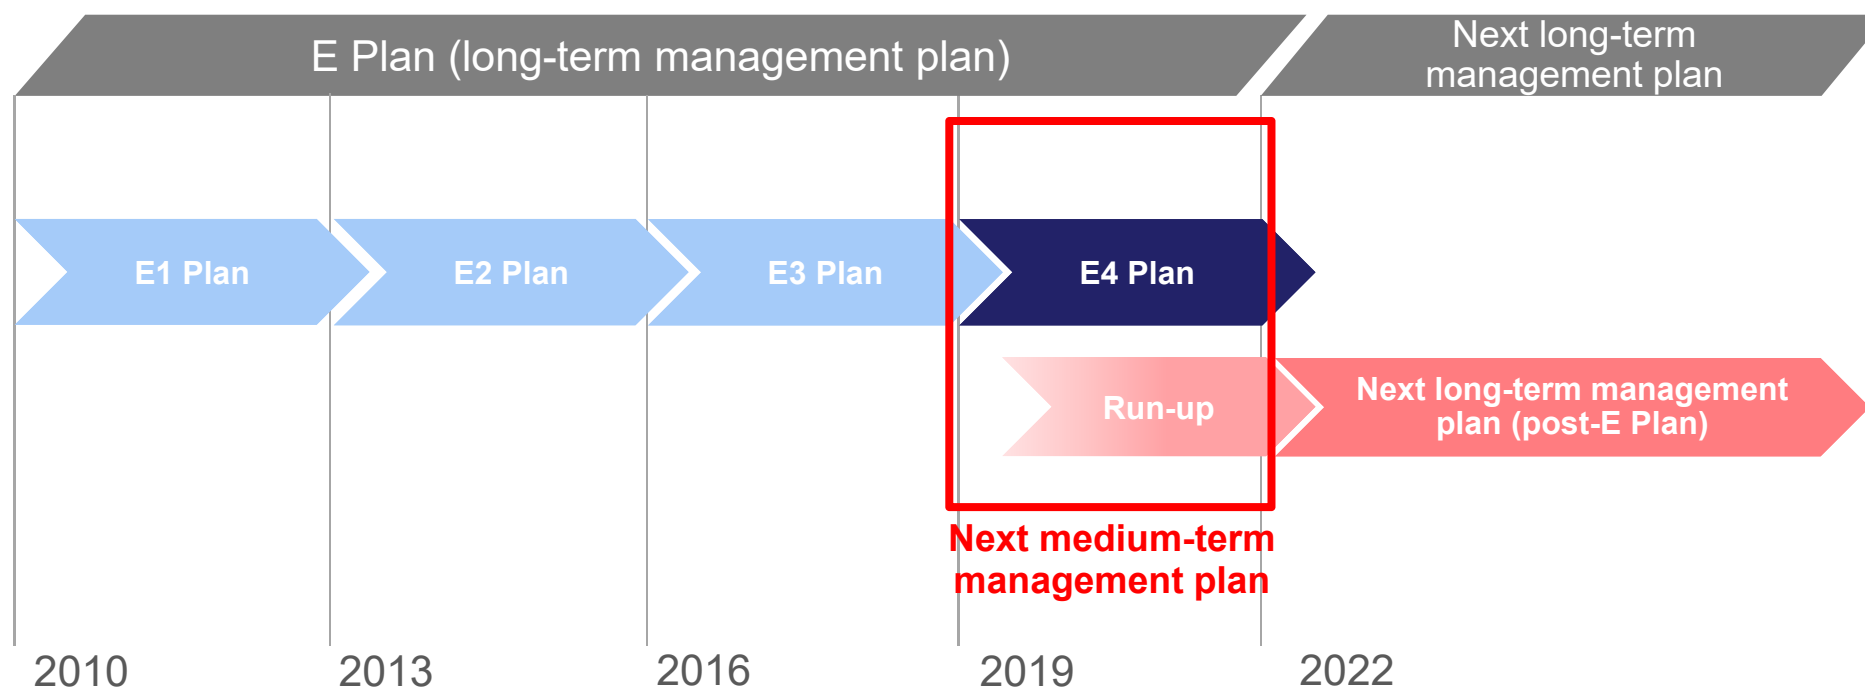 E Plan (long-term management plan)
Next long-term
management plan
E1 Plan
E2 Plan
E3 Plan
E4 Plan
Run-up
Next long-term management
plan (post-E Plan)
Next medium-term
management plan
2010
2013
2016
2019
2022